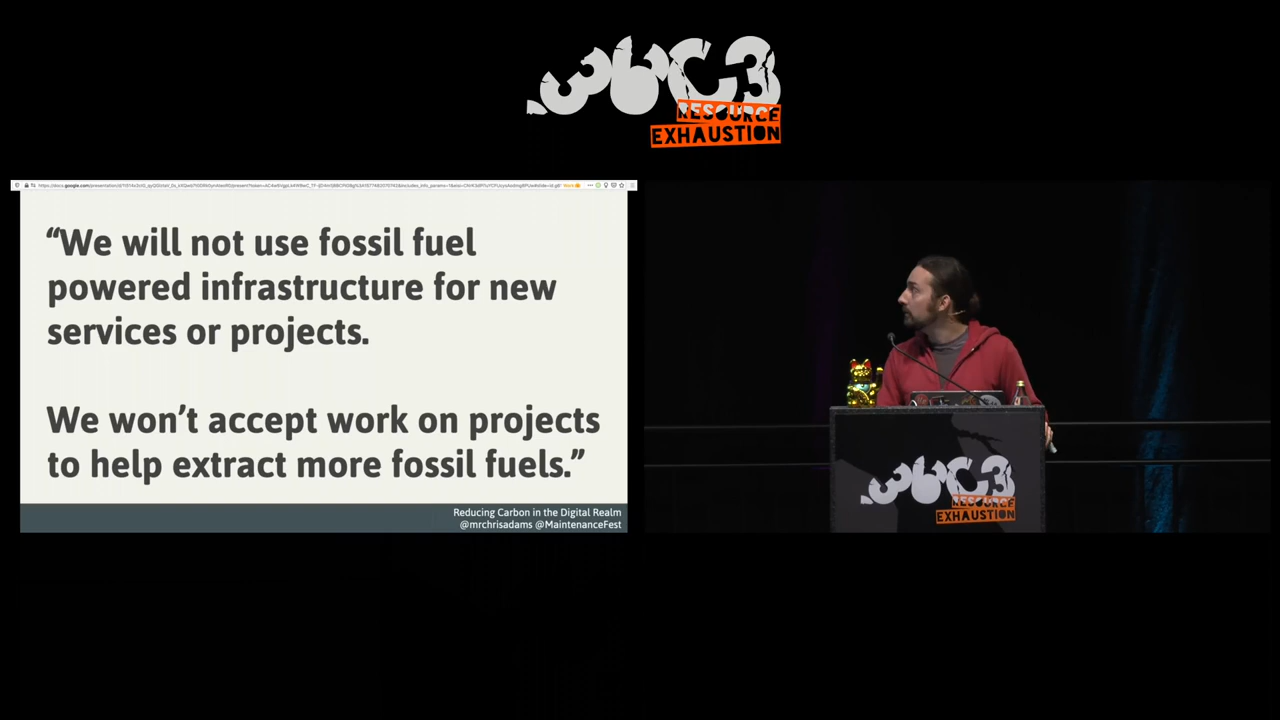 36C3
RESOURCE
EXHAUSTION
“We will not use fossil fuel
powered infrastructure for new
services or projects.
We won’t accept work on projects
to help extract more fossil fuels.”
Reducing Carbon in the Digital Realm
@mrchrisadams @MaintenanceFest
36C3
RESOURCE
EXHAUSTION